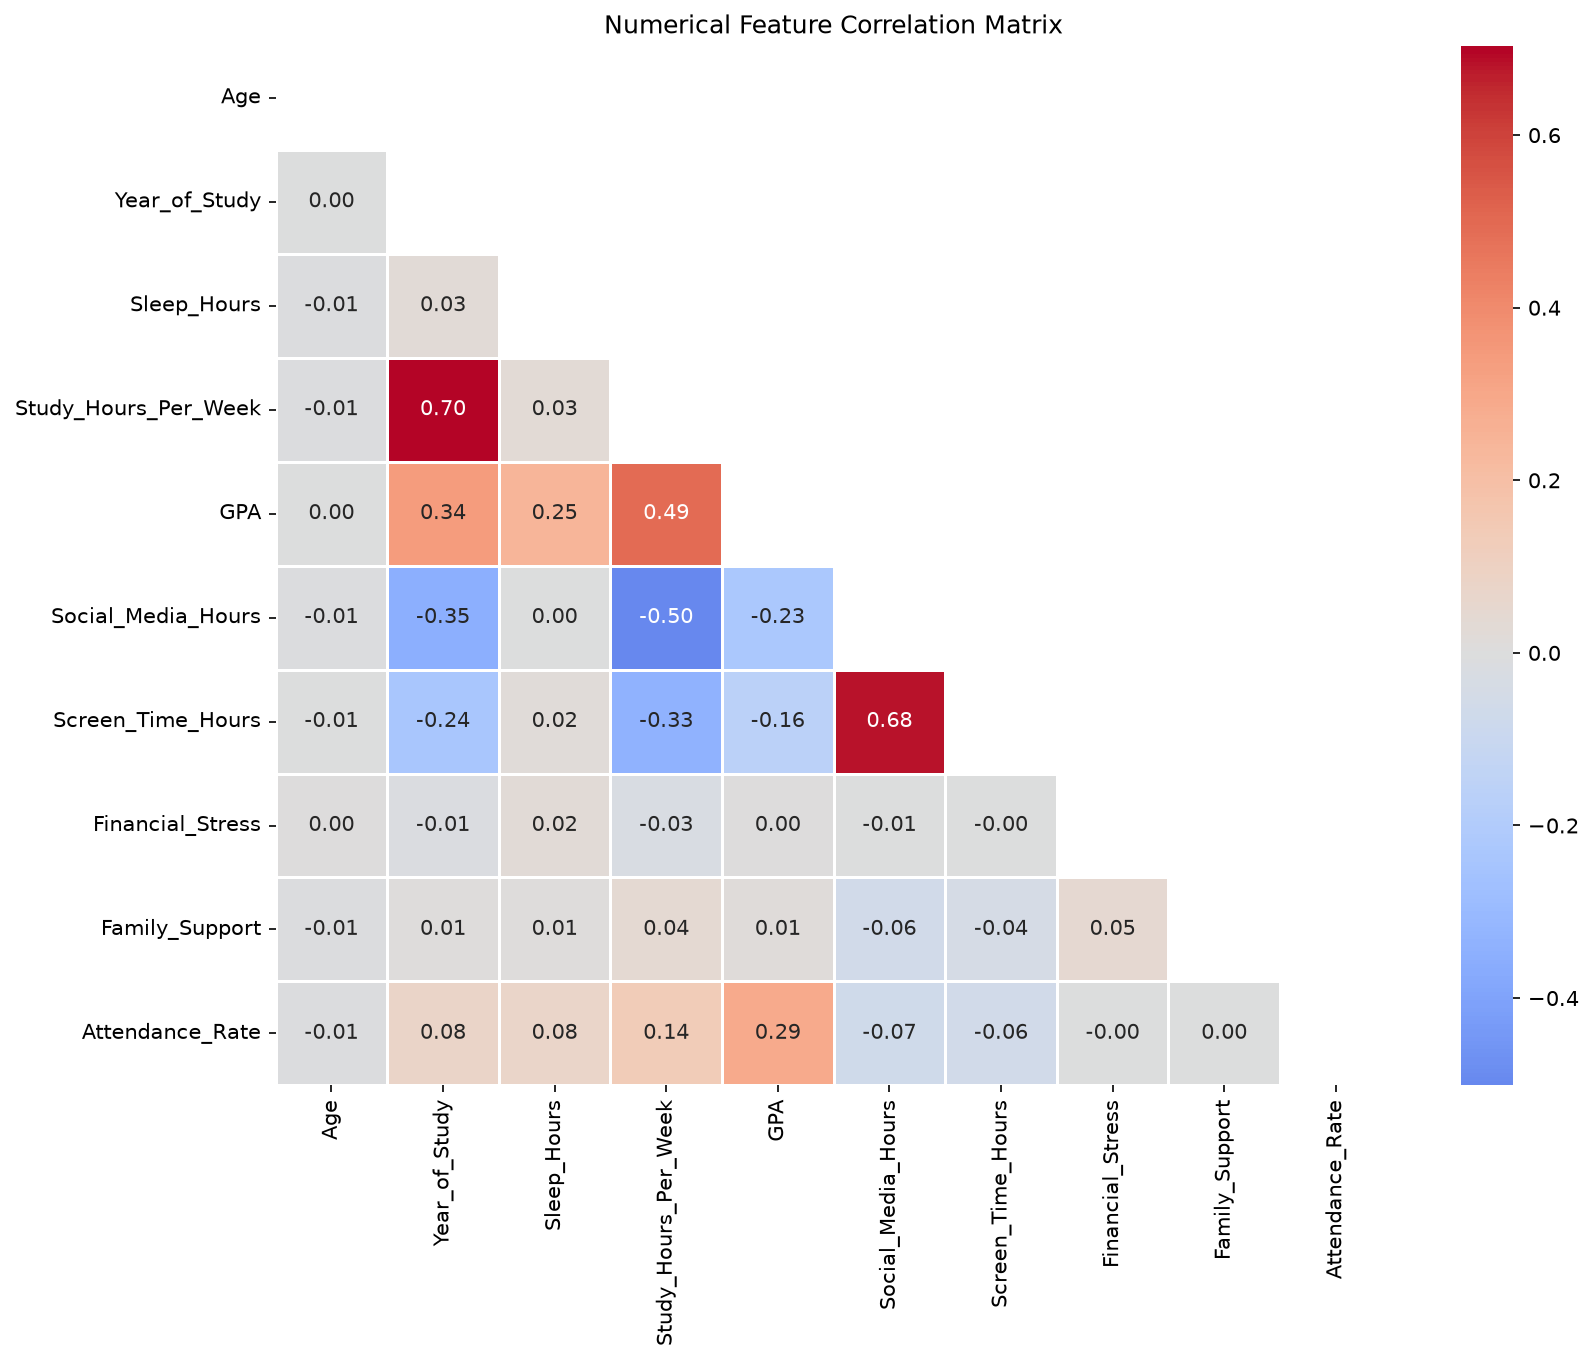 Numerical Feature Correlation Matrix
Age
Year_of_Study 0.00
Sleep_Hours -0.01 0.03
Study_Hours_Per_Week -0.01 0.70 0.03
GPA 0.00 0.34 0.25 0.49
Social_Media_Hours -0.01 -0.35 0.00 -0.50 -0.23
Screen_Time_Hours -0.01 -0.24 0.02 -0.33 -0.16 0.68
Financial_Stress 0.00 -0.01 0.02 -0.03 0.00 -0.01 -0.00
Family_Support -0.01 0.01 0.01 0.04 0.01 -0.06 -0.04 0.05
Attendance_Rate -0.01 0.08 0.08 0.14 0.29 -0.07 -0.06 -0.00 0.00
Age
Year_of_Study
Sleep_Hours
Study_Hours_Per_Week
GPA
Social_Media_Hours
Screen_Time_Hours
Financial_Stress
Family_Support
Attendance_Rate
0.6
0.4
0.2
0.0
−0.2
−0.4